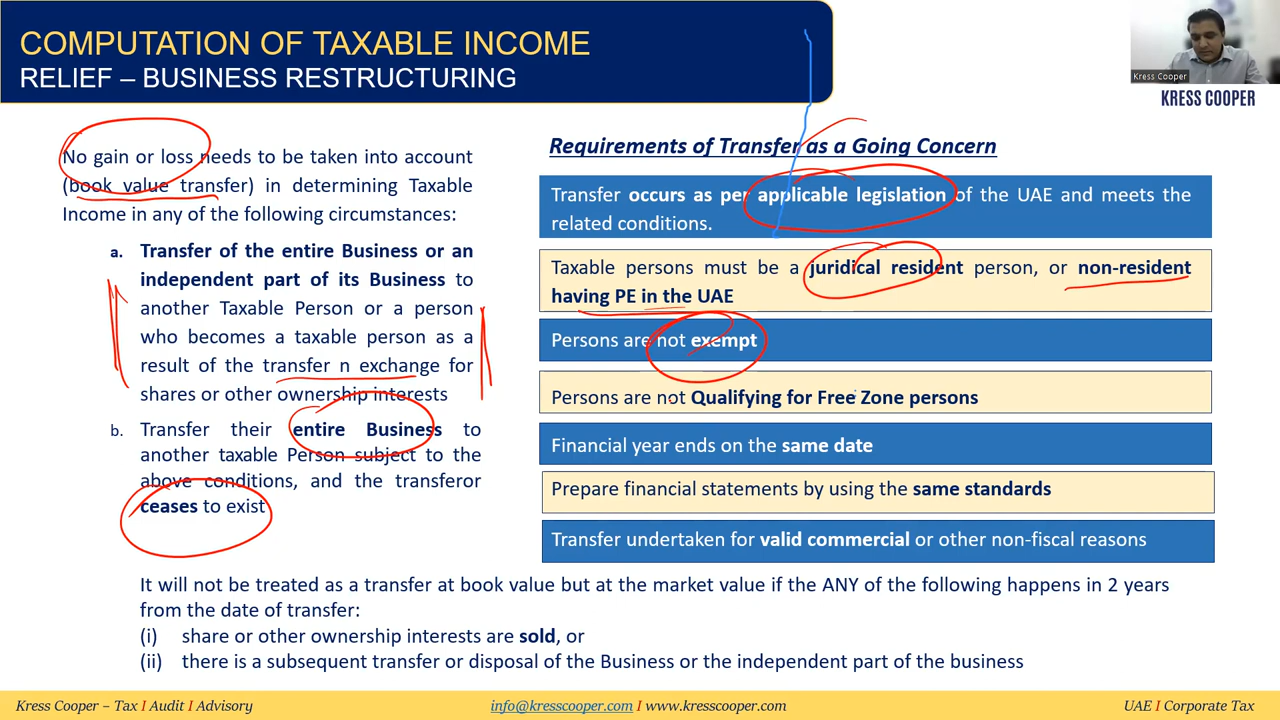 COMPUTATION OF TAXABLE INCOME
RELIEF – BUSINESS RESTRUCTURING
Kress Cooper
KRESS COOPER
No gain or loss needs to be taken into account
(book value transfer) in determining Taxable
Income in any of the following circumstances:
a. Transfer of the entire Business or an
independent part of its Business to
another Taxable Person or a person
who becomes a taxable person as a
result of the transfer n exchange for
shares or other ownership interests
b. Transfer their entire Business to
another taxable Person subject to the
above conditions, and the transferor
ceases to exist
Requirements of Transfer as a Going Concern
Transfer occurs as per applicable legislation of the UAE and meets the
related conditions.
Taxable persons must be a juridical resident person, or non-resident
having PE in the UAE
Persons are not exempt
Persons are not Qualifying for Free Zone persons
Financial year ends on the same date
Prepare financial statements by using the same standards
Transfer undertaken for valid commercial or other non-fiscal reasons
It will not be treated as a transfer at book value but at the market value if the ANY of the following happens in 2 years
from the date of transfer:
(i) share or other ownership interests are sold, or
(ii) there is a subsequent transfer or disposal of the Business or the independent part of the business
Kress Cooper – Tax I Audit I Advisory
info@kresscooper.com I www.kresscooper.com
UAE I Corporate Tax